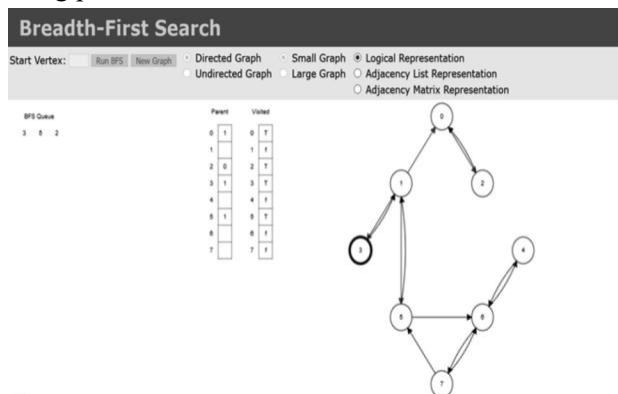 Breadth-First Search
Start Vertex: Run BFS New Graph Directed Graph Small Graph Logical Representation
Undirected Graph Large Graph Adjacency List Representation
Adjacency Matrix Representation
BFS Queue
3 5 2
Parent Visited
0 1 0 T
1 1 f
2 0 2 T
3 1 3 T
4 4 f
5 1 5 T
6 6 f
7 7 f
0
1 2
3 4
5 6
7